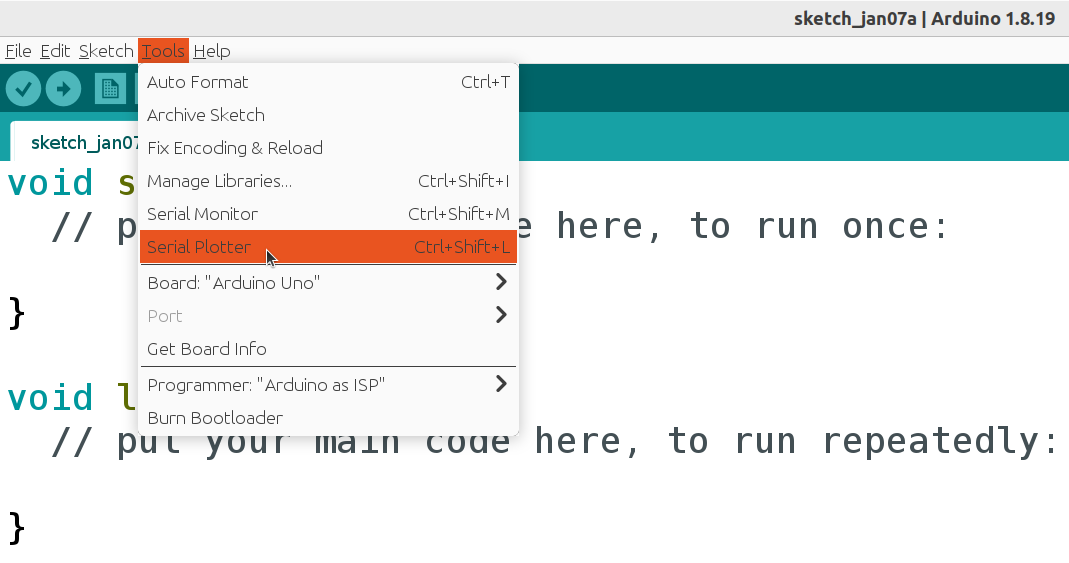 sketch_jan07a | Arduino 1.8.19
File Edit Sketch Tools Help
Auto Format Ctrl+T
Archive Sketch
sketch_jan07
Fix Encoding & Reload
void s
Manage Libraries... Ctrl+Shift+I
Serial Monitor Ctrl+Shift+M
// p e here, to run once:
Serial Plotter Ctrl+Shift+L
Board: "Arduino Uno"
}
Port
Get Board Info
Programmer: "Arduino as ISP"
void l
Burn Bootloader
// put your main code here, to run repeatedly:
}